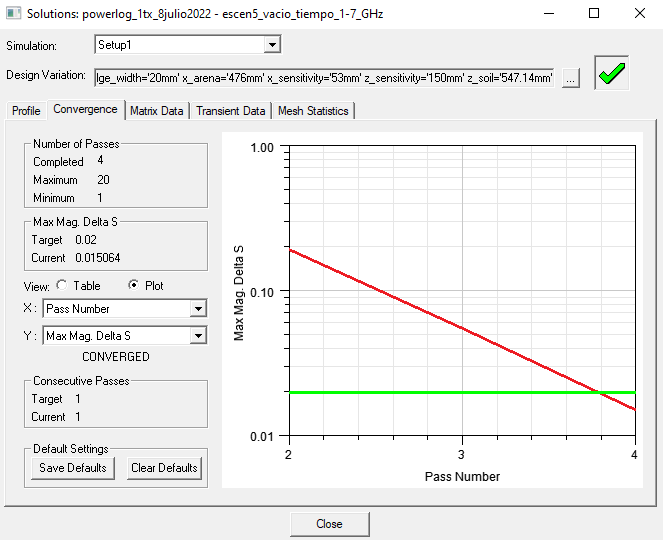 Solutions: powerlog_1tx_8julio2022 - escen5_vacio_tiempo_1-7_GHz
Simulation: Setup1
Design Variation: lge_width='20mm' x_arena='476mm' x_sensitivity='53mm' z_sensitivity='150mm' z_soil='547.14mm' ...
Profile Convergence Matrix Data Transient Data Mesh Statistics
Number of Passes
Completed 4
Maximum 20
Minimum 1
Max Mag. Delta S
Target 0.02
Current 0.015064
View: Table Plot
X : Pass Number
Y : Max Mag. Delta S
CONVERGED
Consecutive Passes
Target 1
Current 1
Default Settings
Save Defaults Clear Defaults
1.00
0.10
0.01
Max Mag. Delta S
2 3 4
Pass Number
Close